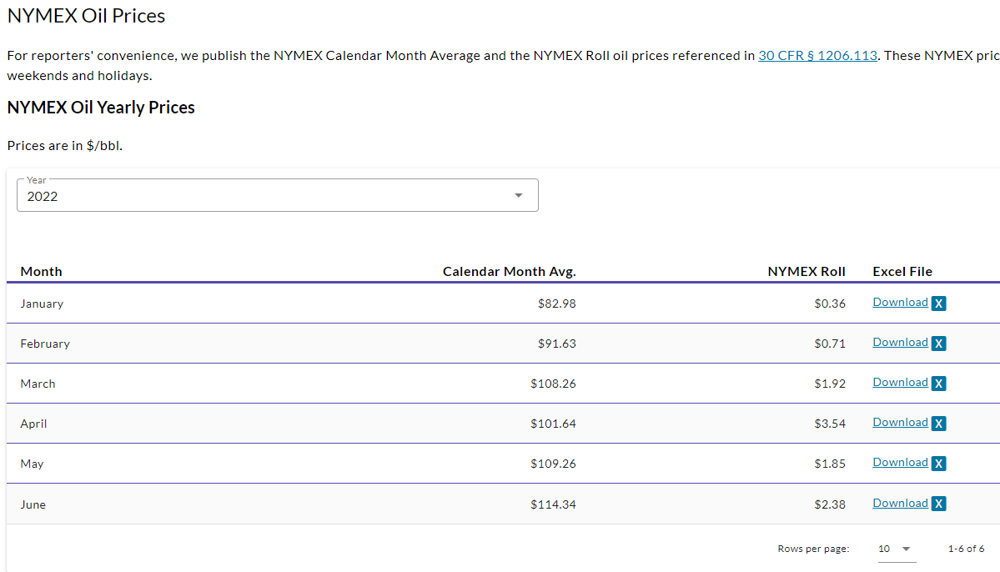 NYMEX Oil Prices
For reporters' convenience, we publish the NYMEX Calendar Month Average and the NYMEX Roll oil prices referenced in 30 CFR § 1206.113. These NYMEX pric
weekends and holidays.
NYMEX Oil Yearly Prices
Prices are in $/bbl.
Year
2022
Month Calendar Month Avg. NYMEX Roll Excel File
January $82.98 $0.36 Download X
February $91.63 $0.71 Download X
March $108.26 $1.92 Download X
April $101.64 $3.54 Download X
May $109.26 $1.85 Download X
June $114.34 $2.38 Download X
Rows per page: 10 1-6 of 6